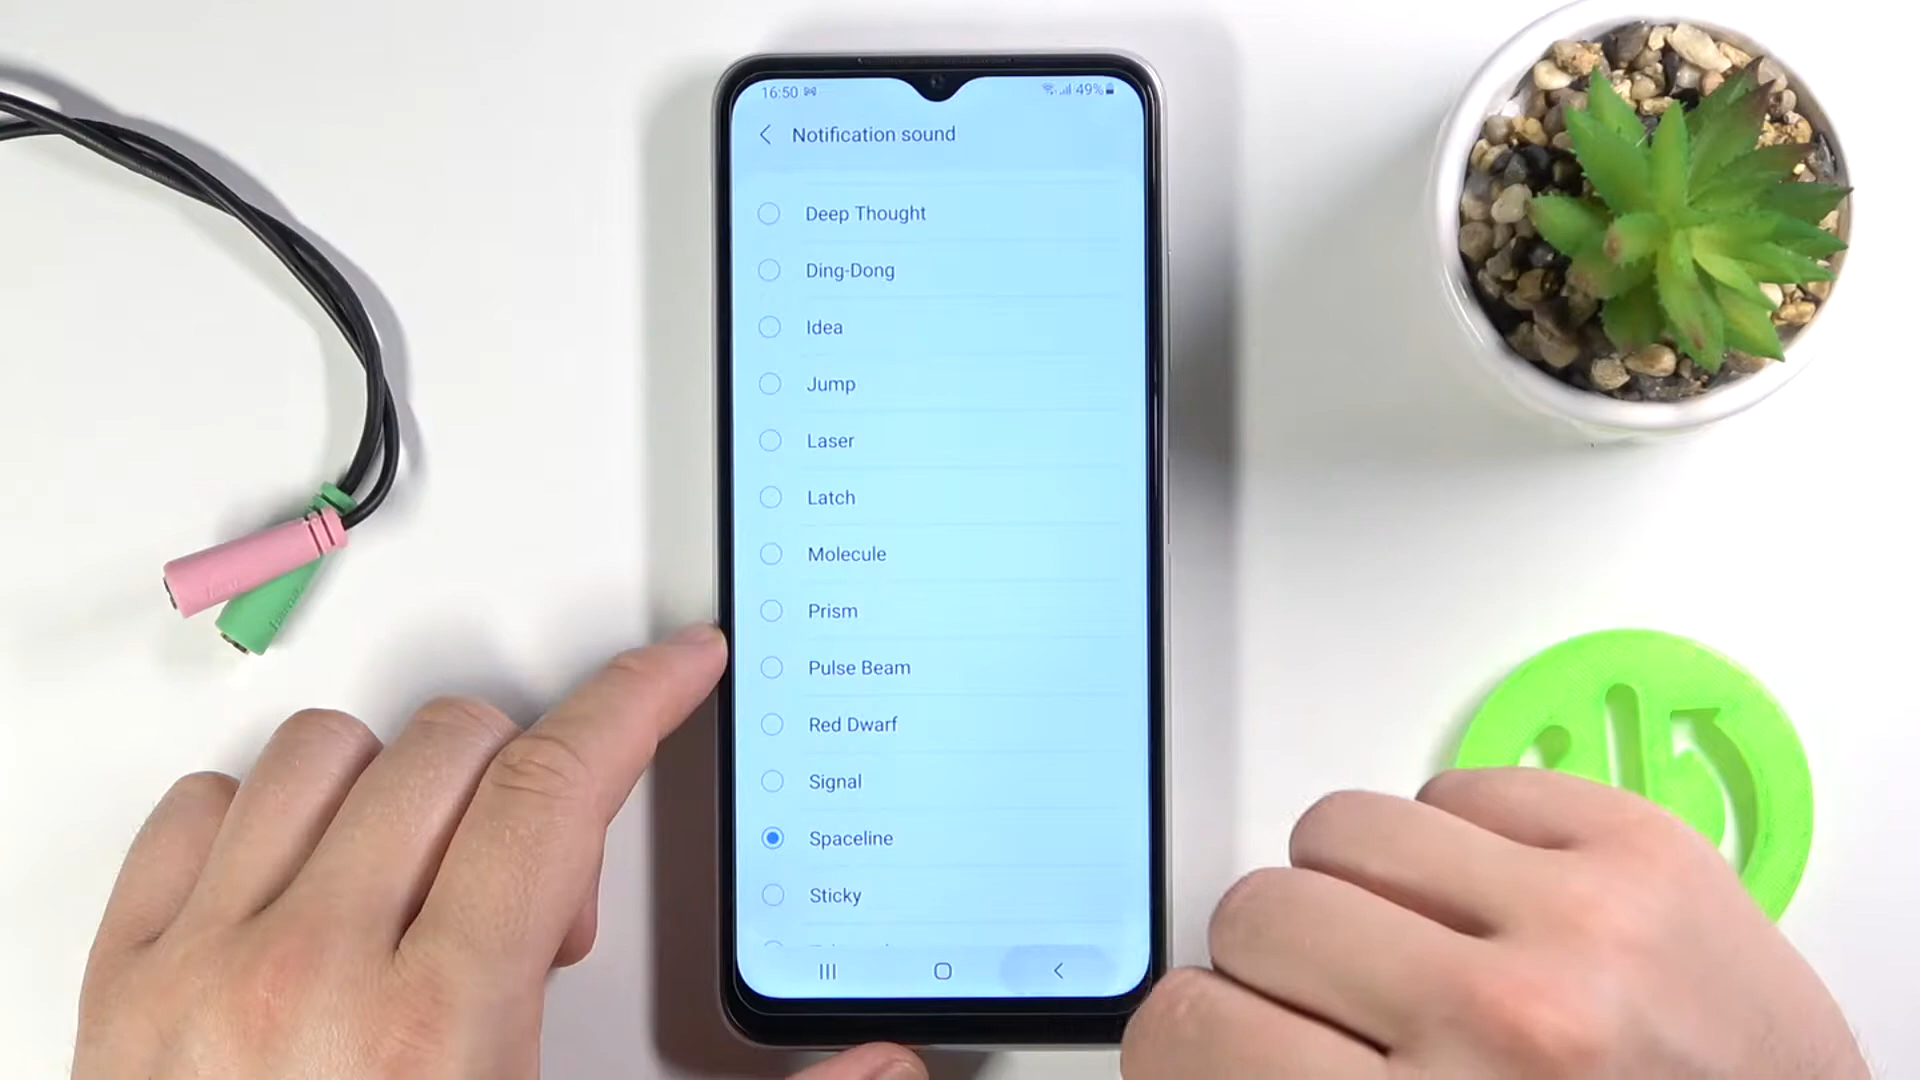 16:50
49%
Notification sound
Deep Thought
Ding-Dong
Idea
Jump
Laser
Latch
Molecule
Prism
Pulse Beam
Red Dwarf
Signal
Spaceline
Sticky